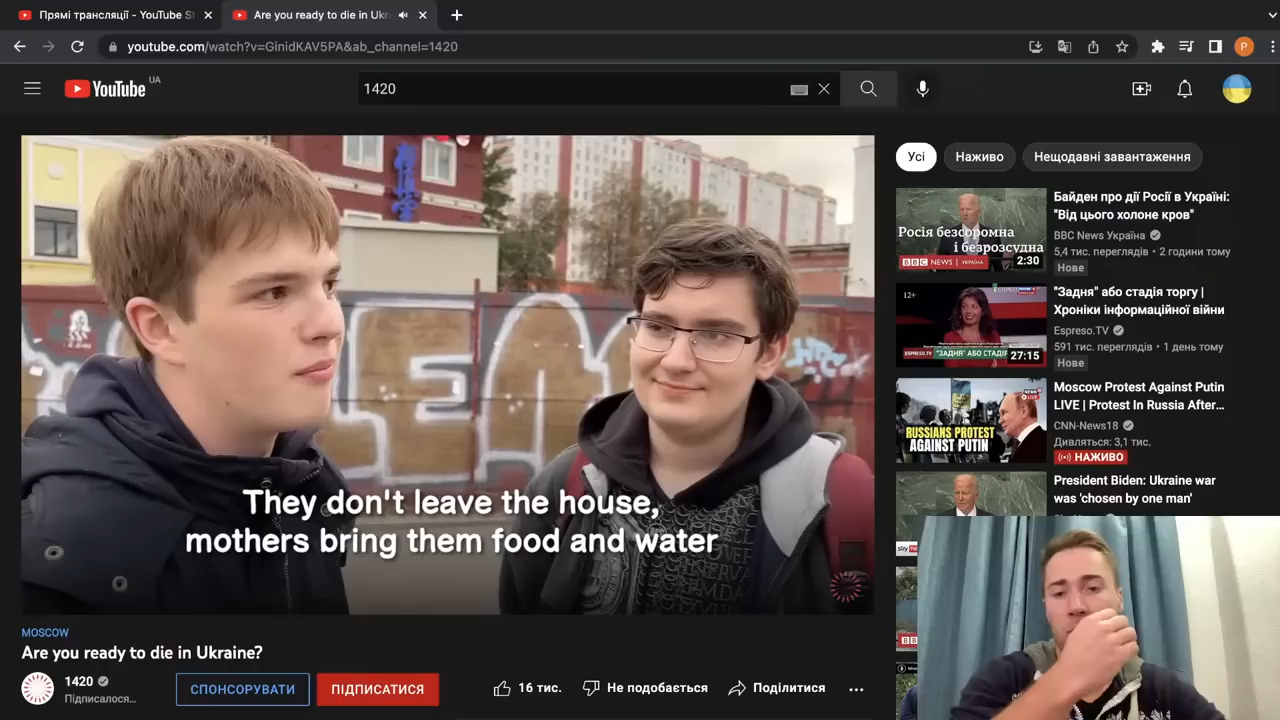 Прямі трансляції - YouTube St
Are you ready to die in Ukr
youtube.com/watch?v=GinidKAV5PA&ab_channel=1420
P
YouTube
UA
1420
They don't leave the house,
mothers bring them food and water
MOSCOW
Are you ready to die in Ukraine?
1420
Підписалося...
СПОНСОРУВАТИ
ПІДПИСАТИСЯ
16 тис.
Не подобається
Поділитися
Усі
Наживо
Нещодавні завантаження
Росія безсоромна
і безрозсудна
BBC NEWS УКРАЇНА
2:30
Байден про дії Росії в Україні:
"Від цього холоне кров"
BBC News Україна
5,4 тис. переглядів • 2 години тому
Нове
12+
ESPRESO.TV
"ЗАДНЯ" АБО СТАДІЯ
27:15
"Задня" або стадія торгу |
Хроніки інформаційної війни
Espreso.TV
591 тис. переглядів • 1 день тому
Нове
RUSSIANS PROTEST
AGAINST PUTIN
LIVE
Moscow Protest Against Putin
LIVE | Protest In Russia After...
CNN-News18
Дивляться: 3,1 тис.
НАЖИВО
President Biden: Ukraine war
was 'chosen by one man'
sky
BB